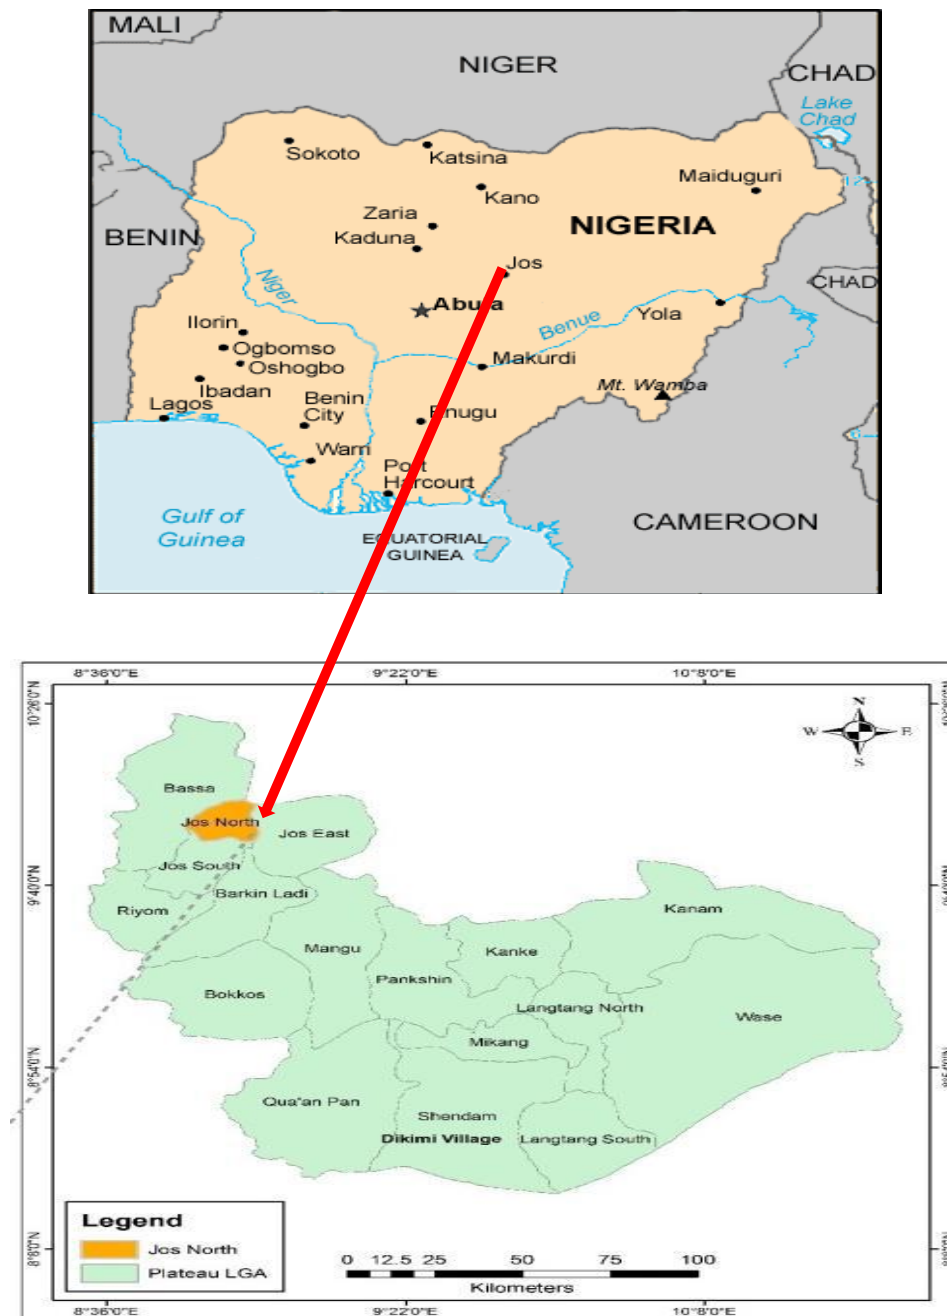 MALI
NIGER
CHAD
Lake
Chad
Sokoto
Katsina
Kano
Maiduguri
12
Zaria
Kaduna
NIGERIA
BENIN
Jos
CHAD
Niger
Abuja
Benue
Yola
Ilorin
Ogbomso
Oshogbo
Makurdi
Ibadan
Mt. Wamba
Lagos
Benin
City
Enugu
Warri
Port
Harcourt
Gulf of
Guinea
EQUATORIAL
GUINEA
CAMEROON
8°36'0"E
9°22'0"E
10°8'0"E
10°26'0"N
N
W
E
S
Bassa
Jos North
Jos East
Jos South
9°40'0"N
Barkin Ladi
Riyom
Kanam
Mangu
Kanke
Pankshin
Bokkos
Langtang North
Wase
Mikang
8°54'0"N
Qua'an Pan
Shendam
Dikimi Village
Langtang South
Legend
Jos North
Plateau LGA
0 12.5 25 50 75 100
Kilometers
8°8'0"N
8°36'0"E
9°22'0"E
10°8'0"E